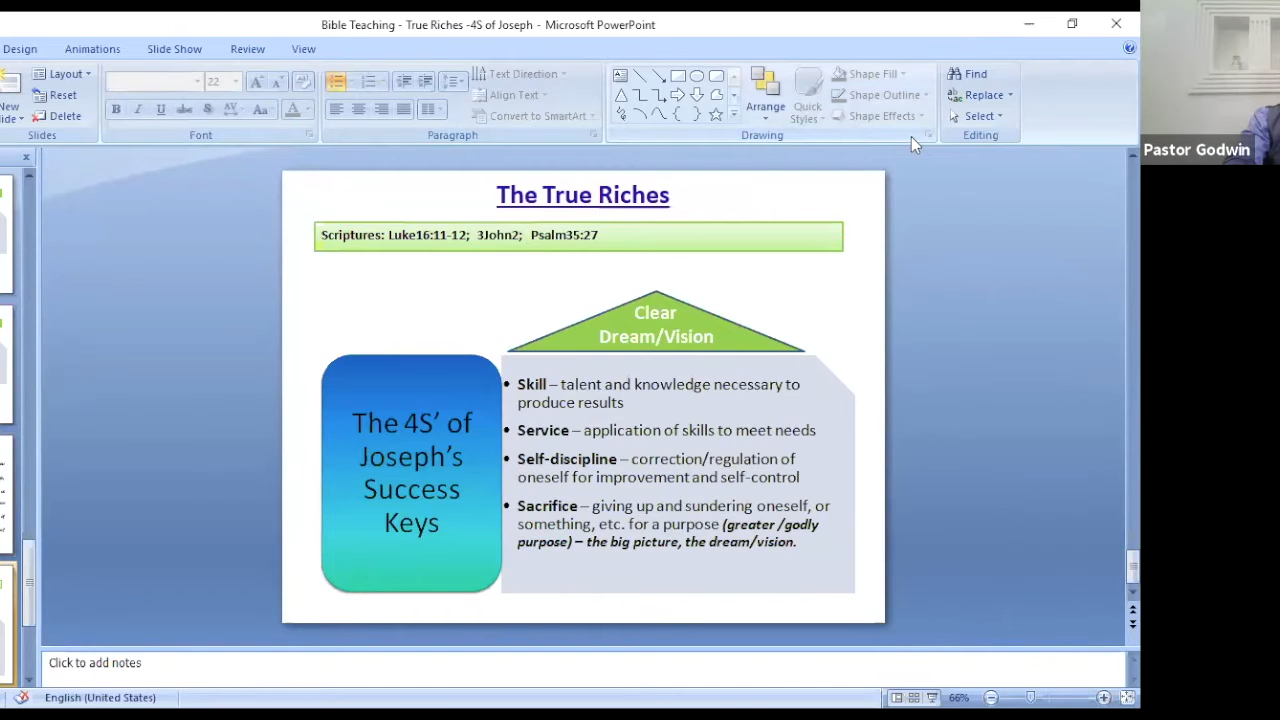 Bible Teaching - True Riches -4S of Joseph - Microsoft PowerPoint
Design Animations Slide Show Review View
Layout
Reset
Delete
New
Slide
Slides
22
B I U abc S AV Aa A
Font
Text Direction
Align Text
Convert to SmartArt
Paragraph
Arrange
Quick
Styles
Shape Fill
Shape Outline
Shape Effects
Drawing
Find
Replace
Select
Editing
Pastor Godwin
The True Riches
Scriptures: Luke16:11-12; 3John2; Psalm35:27
Clear
Dream/Vision
The 4S’ of
Joseph’s
Success
Keys
• Skill – talent and knowledge necessary to
produce results
• Service – application of skills to meet needs
• Self-discipline – correction/regulation of
oneself for improvement and self-control
• Sacrifice – giving up and sundering oneself, or
something, etc. for a purpose (greater /godly
purpose) – the big picture, the dream/vision.
Click to add notes
English (United States)
66%